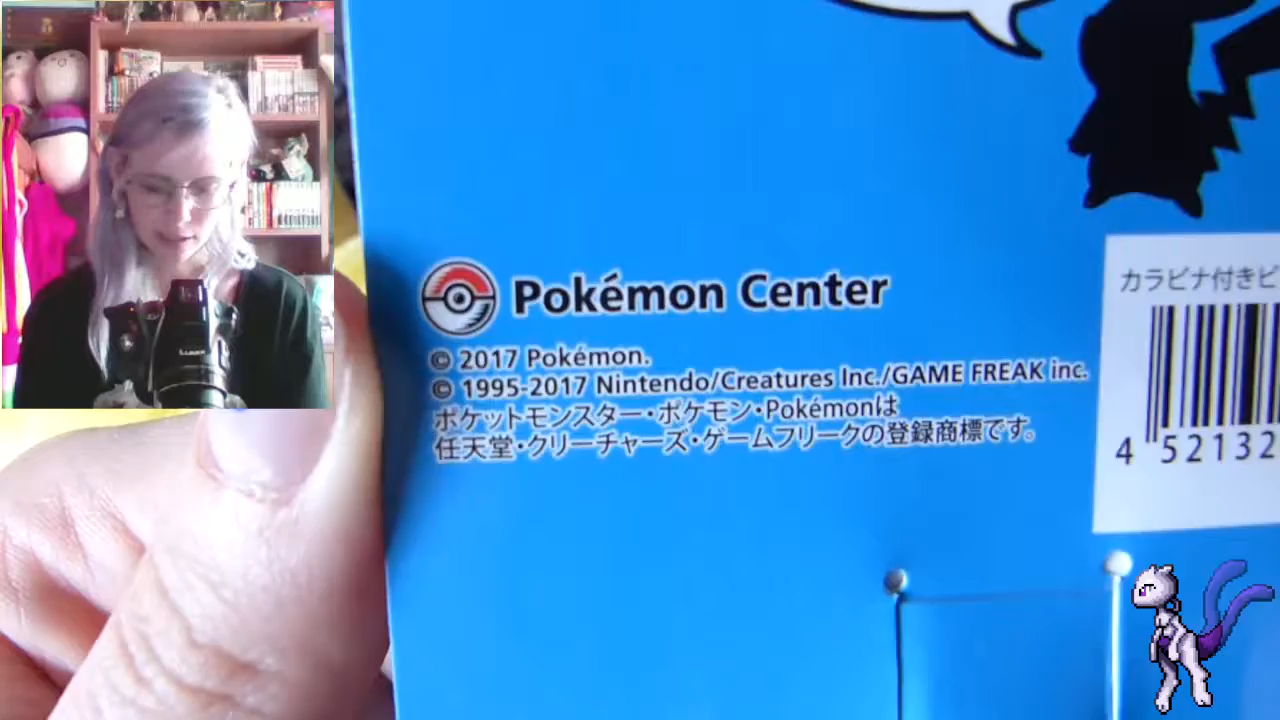 Pokémon Center
© 2017 Pokémon.
© 1995-2017 Nintendo/Creatures Inc./GAME FREAK inc.
ポケットモンスター・ポケモン・Pokémonは
任天堂・クリーチャーズ・ゲームフリークの登録商標です。
カラビナ付きピ
4 52132
LUMIX